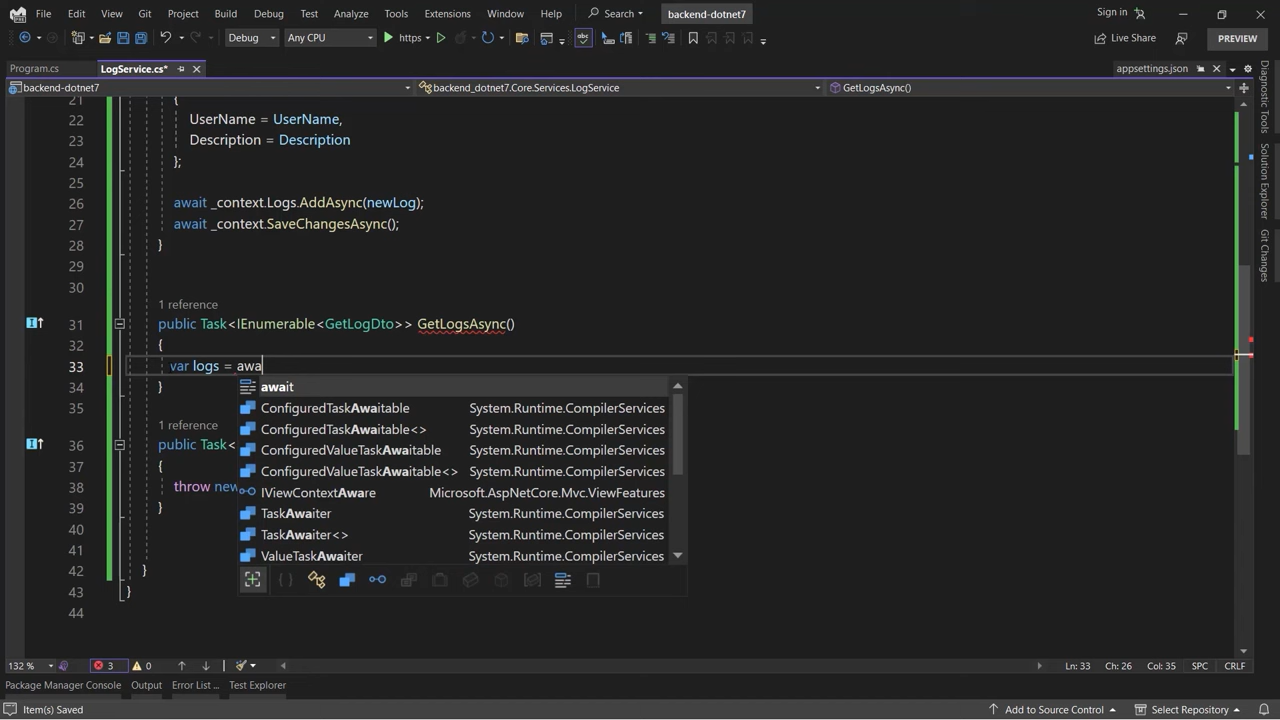 File Edit View Git Project Build Debug Test Analyze Tools Extensions Window Help Search backend-dotnet7 Sign in
Debug Any CPU https Live Share PREVIEW
Program.cs LogService.cs* appsettings.json
backend-dotnet7 backend_dotnet7.Core.Services.LogService GetLogsAsync()
21 {
22 UserName = UserName,
23 Description = Description
24 };
25
26 await _context.Logs.AddAsync(newLog);
27 await _context.SaveChangesAsync();
28 }
29
30
1 reference
31 public Task<IEnumerable<GetLogDto>> GetLogsAsync()
32 {
33 var logs = awa
34 }
await
ConfiguredTaskAwaitable System.Runtime.CompilerServices
ConfiguredTaskAwaitable<> System.Runtime.CompilerServices
ConfiguredValueTaskAwaitable System.Runtime.CompilerServices
ConfiguredValueTaskAwaitable<> System.Runtime.CompilerServices
IViewContextAware Microsoft.AspNetCore.Mvc.ViewFeatures
TaskAwaiter System.Runtime.CompilerServices
TaskAwaiter<> System.Runtime.CompilerServices
ValueTaskAwaiter System.Runtime.CompilerServices
35
1 reference
36 public Task<
37 {
38 throw new
39 }
40
41
42 }
43 }
44
Diagnostic Tools
Solution Explorer
Git Changes
132 % 3 0 Ln: 33 Ch: 26 Col: 35 SPC CRLF
Package Manager Console Output Error List ... Test Explorer
Item(s) Saved Add to Source Control Select Repository